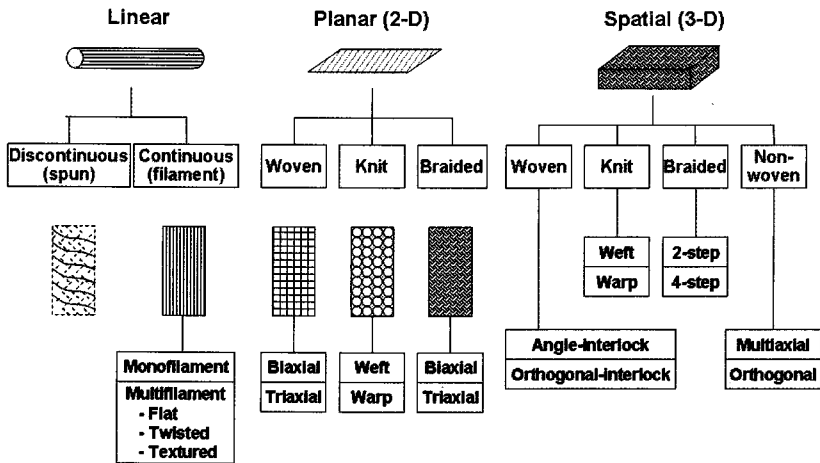 Linear
Planar (2-D)
Spatial (3-D)
Discontinuous
(spun)
Continuous
(filament)
Woven
Knit
Braided
Woven
Knit
Braided
Non-
woven
Weft
Warp
2-step
4-step
Monofilament
Multifilament
- Flat
- Twisted
- Textured
Biaxial
Triaxial
Weft
Warp
Biaxial
Triaxial
Angle-interlock
Orthogonal-interlock
Multiaxial
Orthogonal